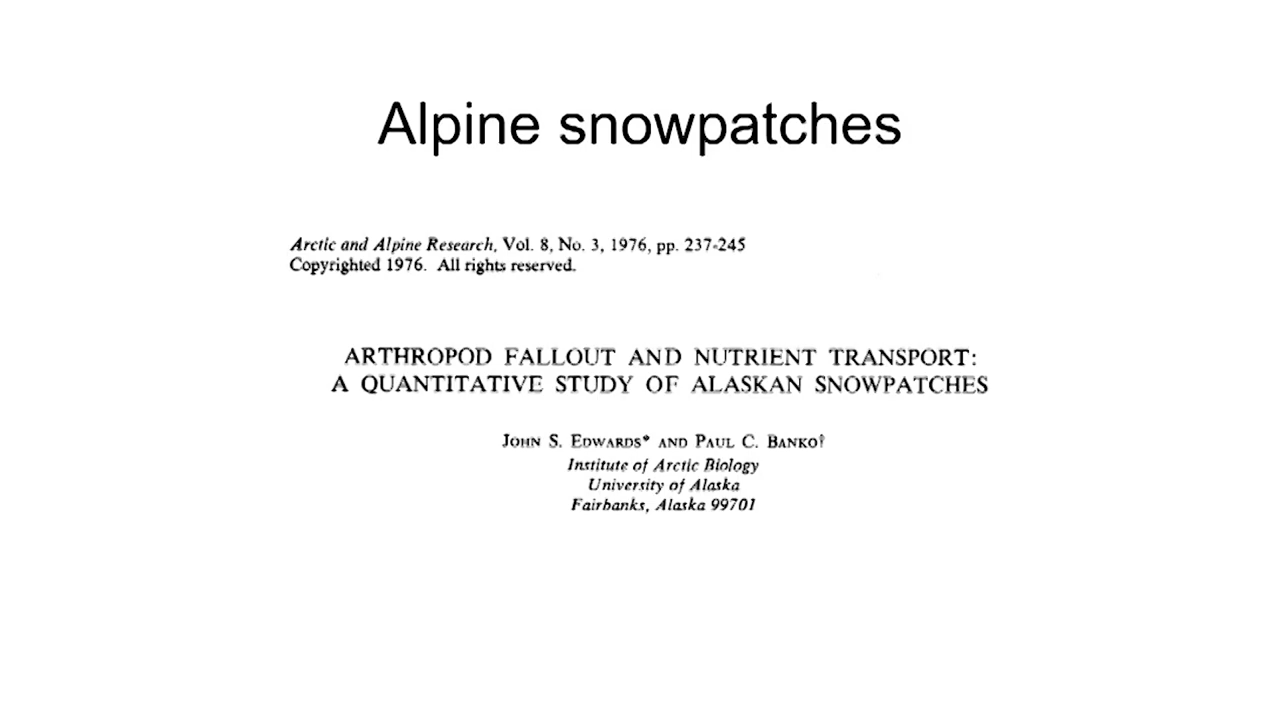 Alpine snowpatches
Arctic and Alpine Research, Vol. 8, No. 3, 1976, pp. 237-245
Copyrighted 1976. All rights reserved.
ARTHROPOD FALLOUT AND NUTRIENT TRANSPORT:
A QUANTITATIVE STUDY OF ALASKAN SNOWPATCHES
JOHN S. EDWARDS* AND PAUL C. BANKO†
Institute of Arctic Biology
University of Alaska
Fairbanks, Alaska 99701